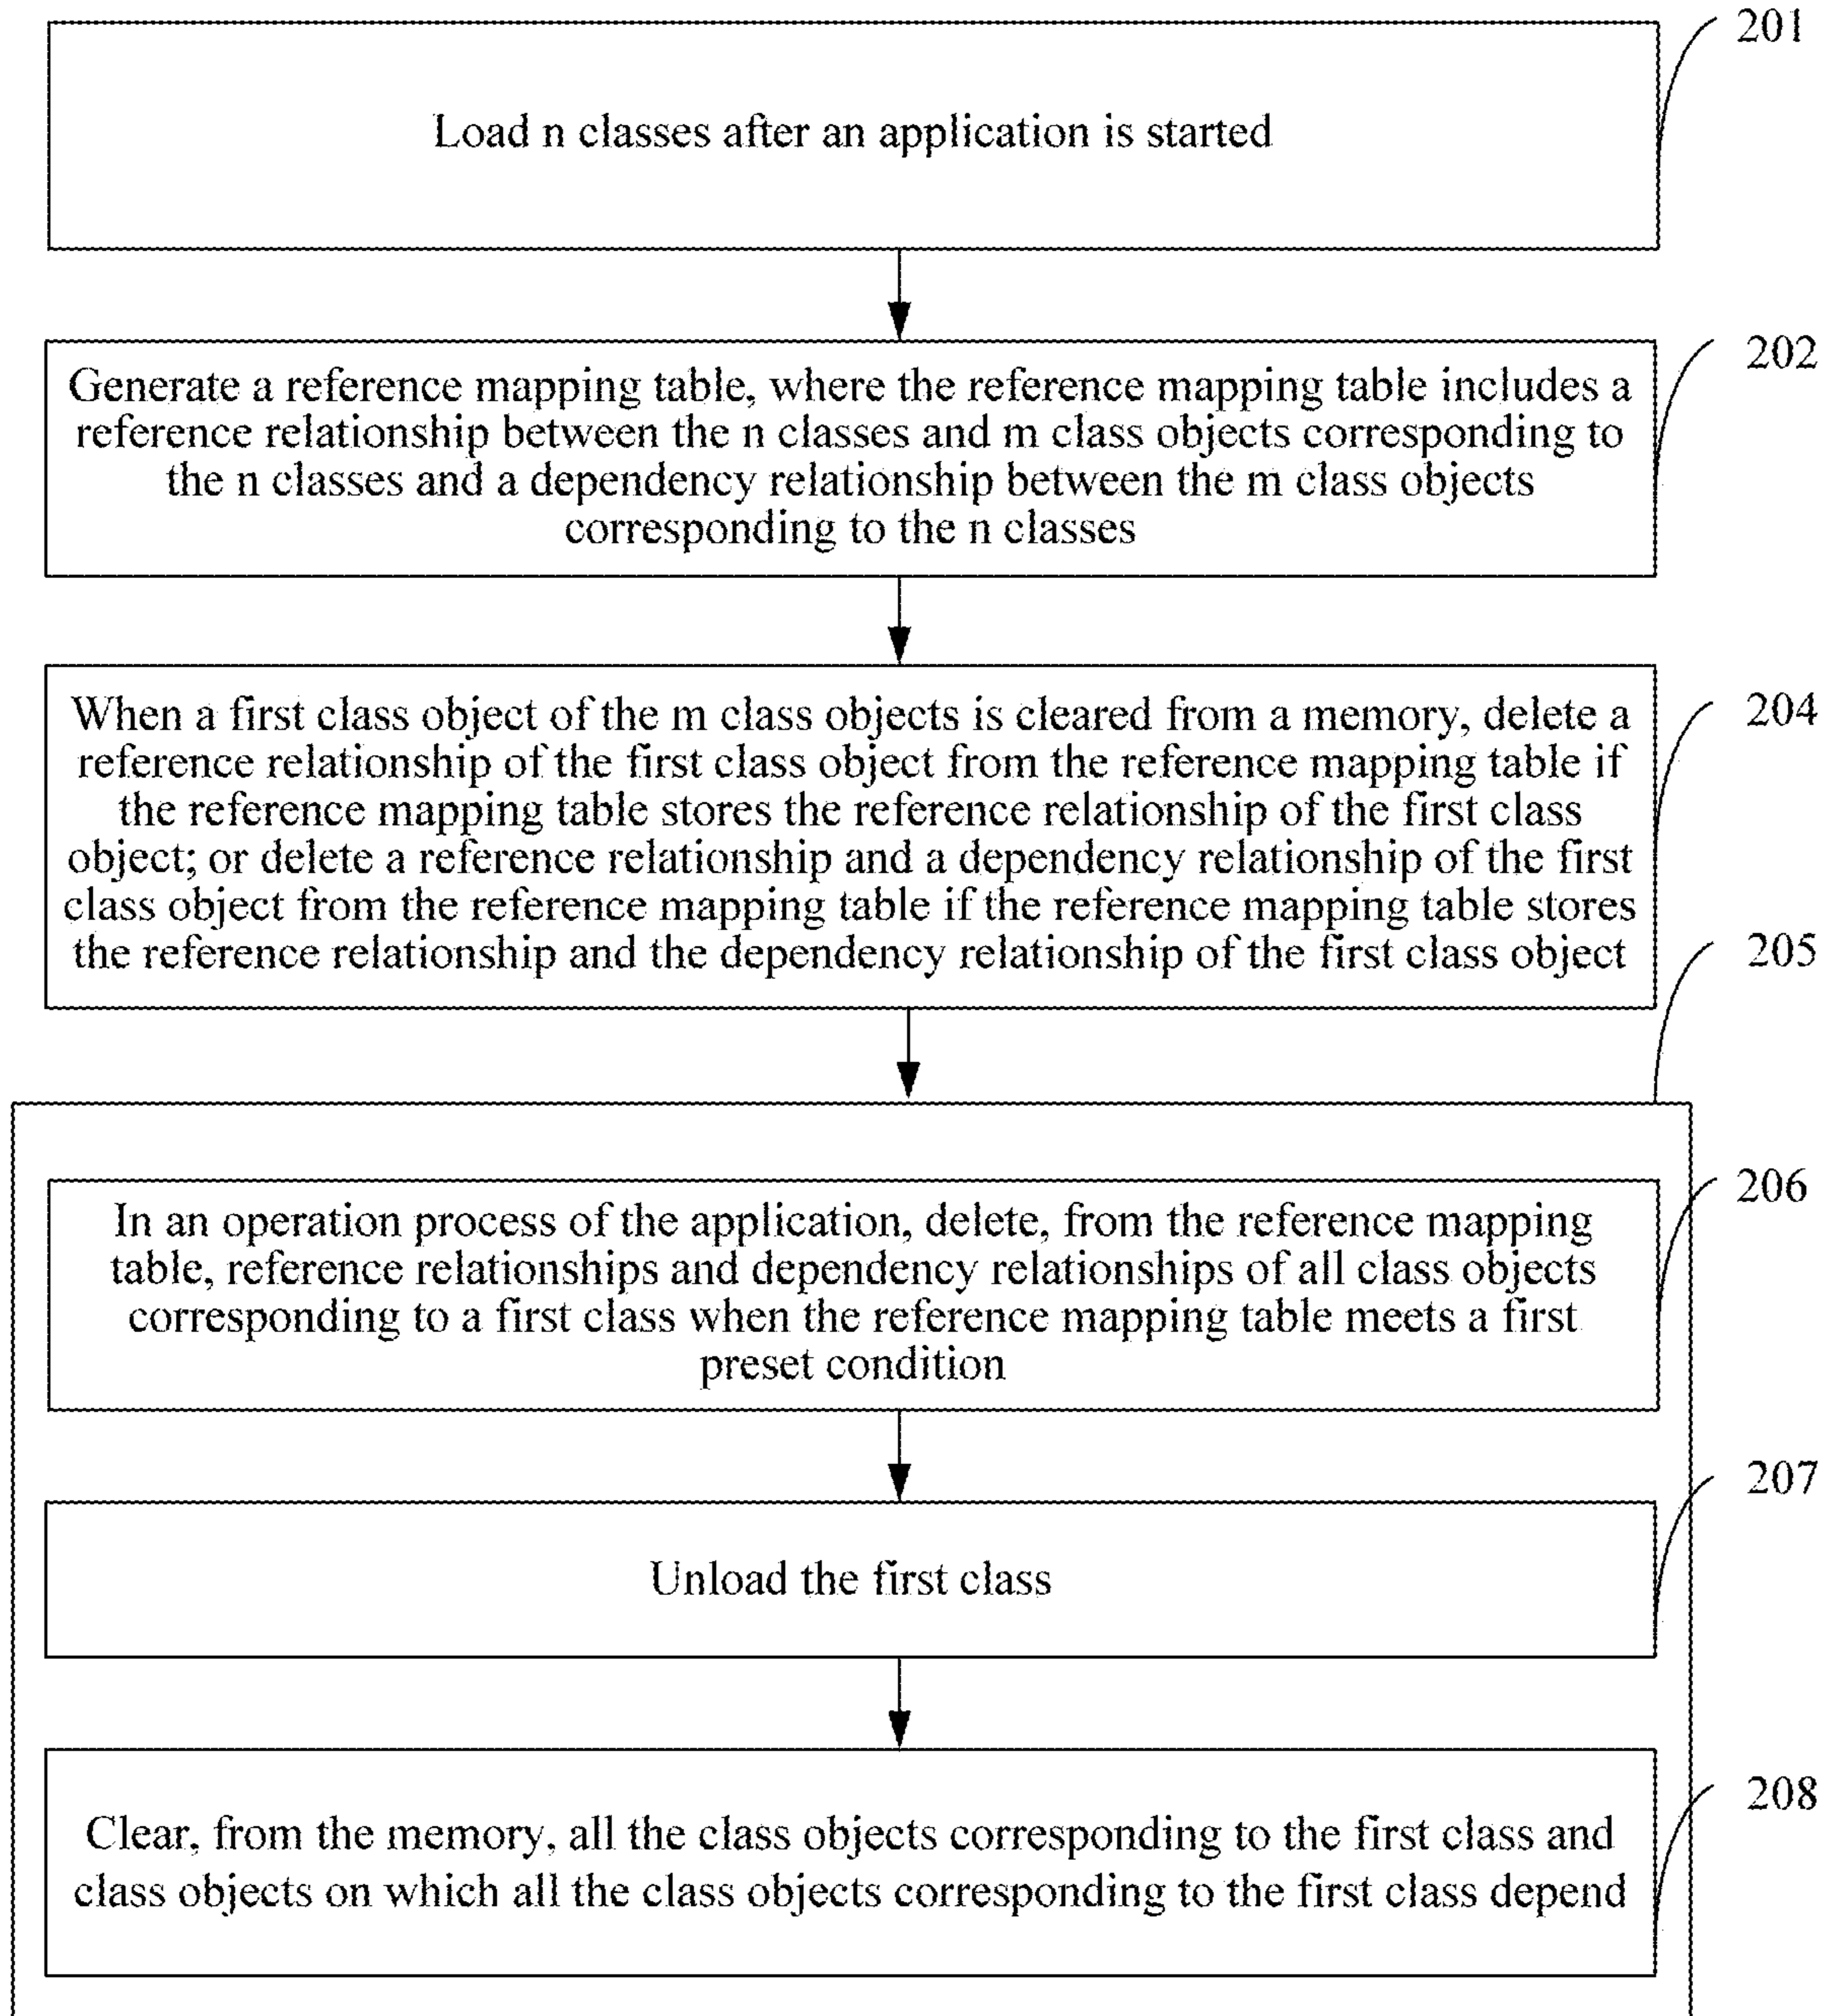 201
Load n classes after an application is started
202
Generate a reference mapping table, where the reference mapping table includes a
reference relationship between the n classes and m class objects corresponding to
the n classes and a dependency relationship between the m class objects
corresponding to the n classes
204
When a first class object of the m class objects is cleared from a memory, delete a
reference relationship of the first class object from the reference mapping table if
the reference mapping table stores the reference relationship of the first class
object; or delete a reference relationship and a dependency relationship of the first
class object from the reference mapping table if the reference mapping table stores
the reference relationship and the dependency relationship of the first class object
205
206
In an operation process of the application, delete, from the reference mapping
table, reference relationships and dependency relationships of all class objects
corresponding to a first class when the reference mapping table meets a first
preset condition
207
Unload the first class
208
Clear, from the memory, all the class objects corresponding to the first class and
class objects on which all the class objects corresponding to the first class depend